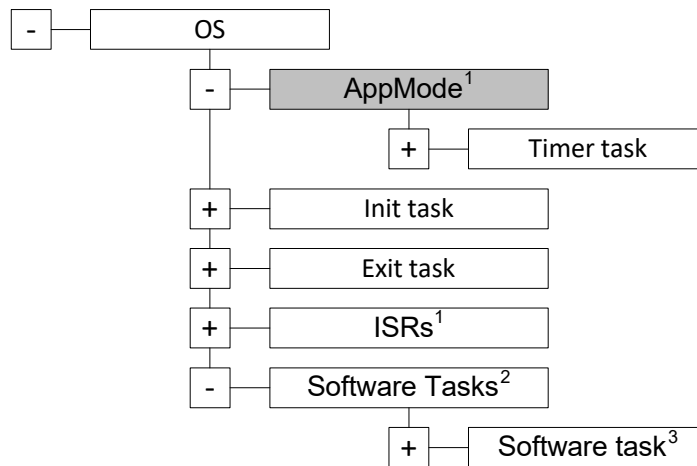 - OS
- AppMode¹
+ Timer task
+ Init task
+ Exit task
+ ISRs¹
- Software Tasks²
+ Software task³